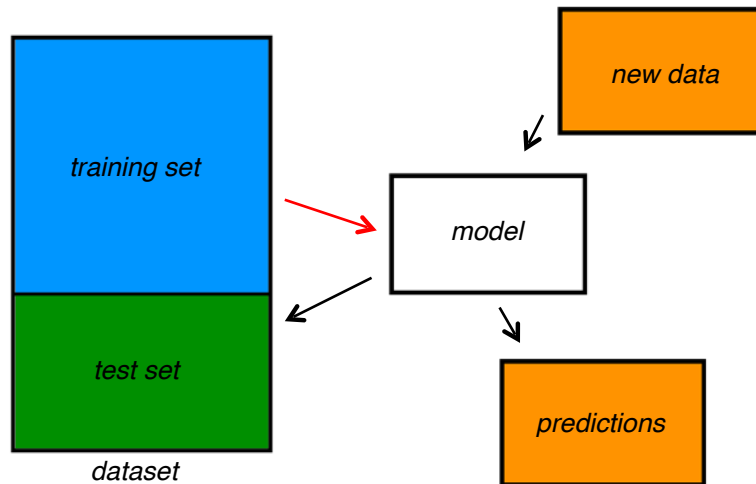 new data
training set
model
test set
predictions
dataset